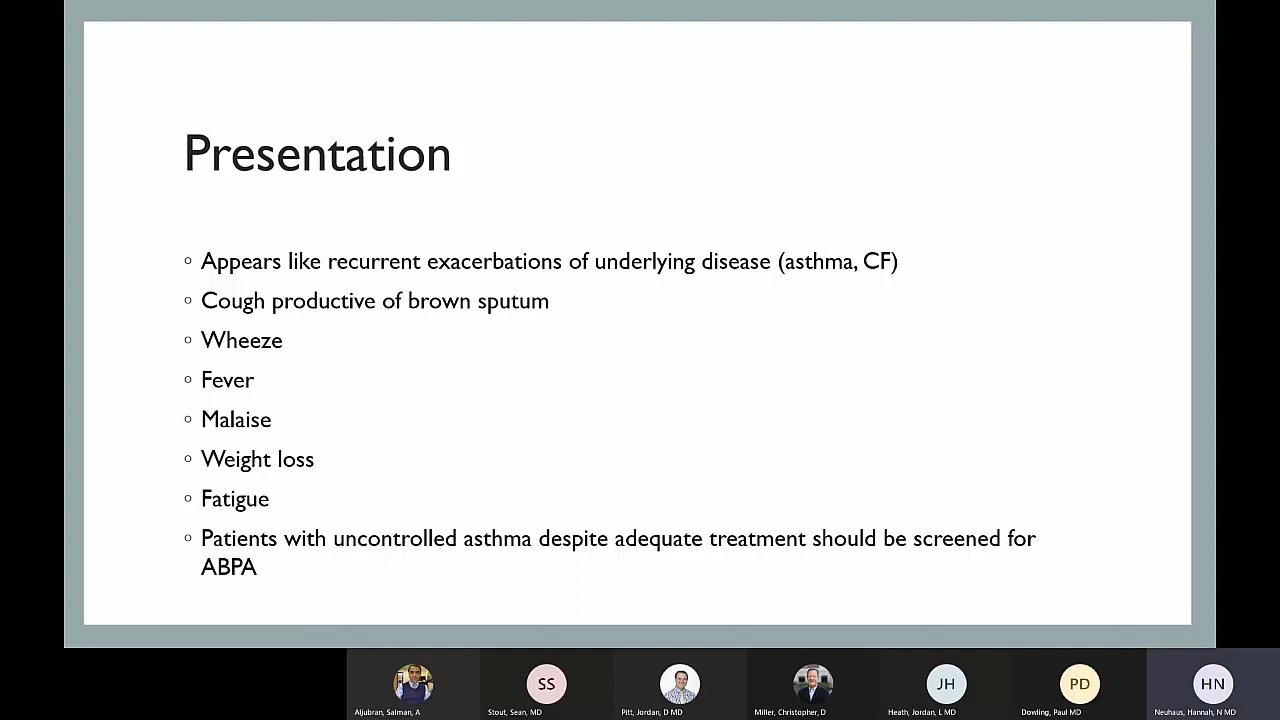 Presentation
Appears like recurrent exacerbations of underlying disease (asthma, CF)
Cough productive of brown sputum
Wheeze
Fever
Malaise
Weight loss
Fatigue
Patients with uncontrolled asthma despite adequate treatment should be screened for
ABPA
SS
JH
PD
HN
Aljubran, Salman, A
Stout, Sean, MD
Pitt, Jordan, D MD
Miller, Christopher, D
Heath, Jordan, L MD
Dowling, Paul MD
Neuhaus, Hannah, N MD